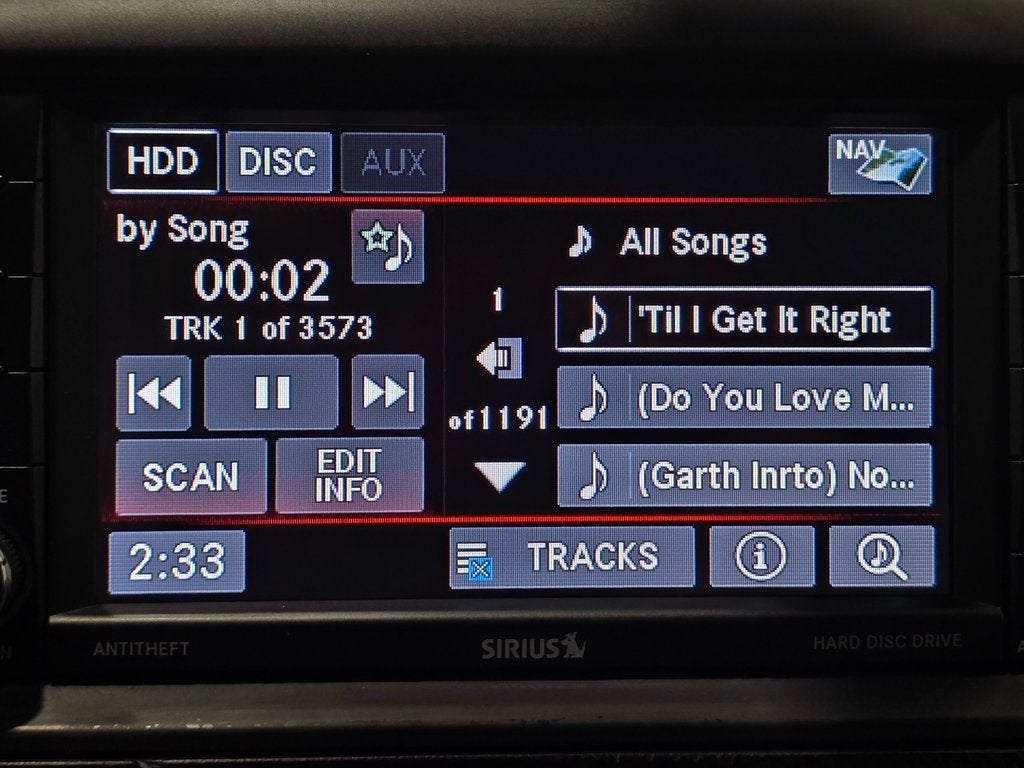 HDD DISC AUX NAV
by Song
00:02
TRK 1 of 3573
SCAN
EDIT
INFO
1
of1191
All Songs
'Til I Get It Right
(Do You Love M...
(Garth Inrto) No...
2:33
TRACKS
i
ANTITHEFT
SIRIUS
HARD DISC DRIVE